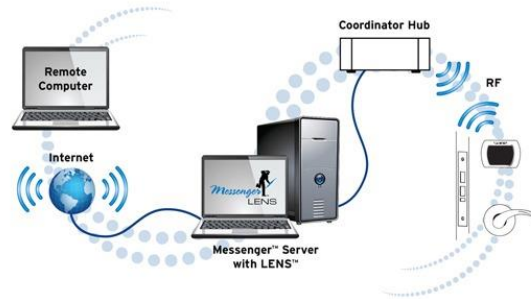 Coordinator Hub
Remote
Computer
RF
Internet
Messenger
LENS
Messenger™ Server
with LENS™